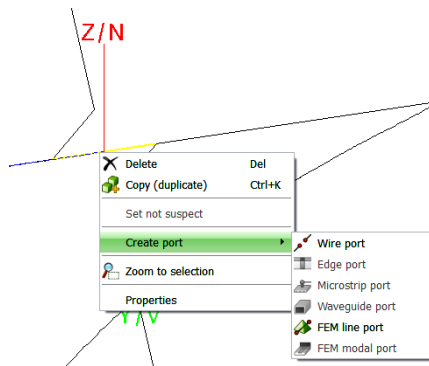 Z/N
Delete Del
Copy (duplicate) Ctrl+K
Set not suspect
Create port
Wire port
Edge port
Zoom to selection
Microstrip port
Waveguide port
Properties
Y/V
FEM line port
FEM modal port